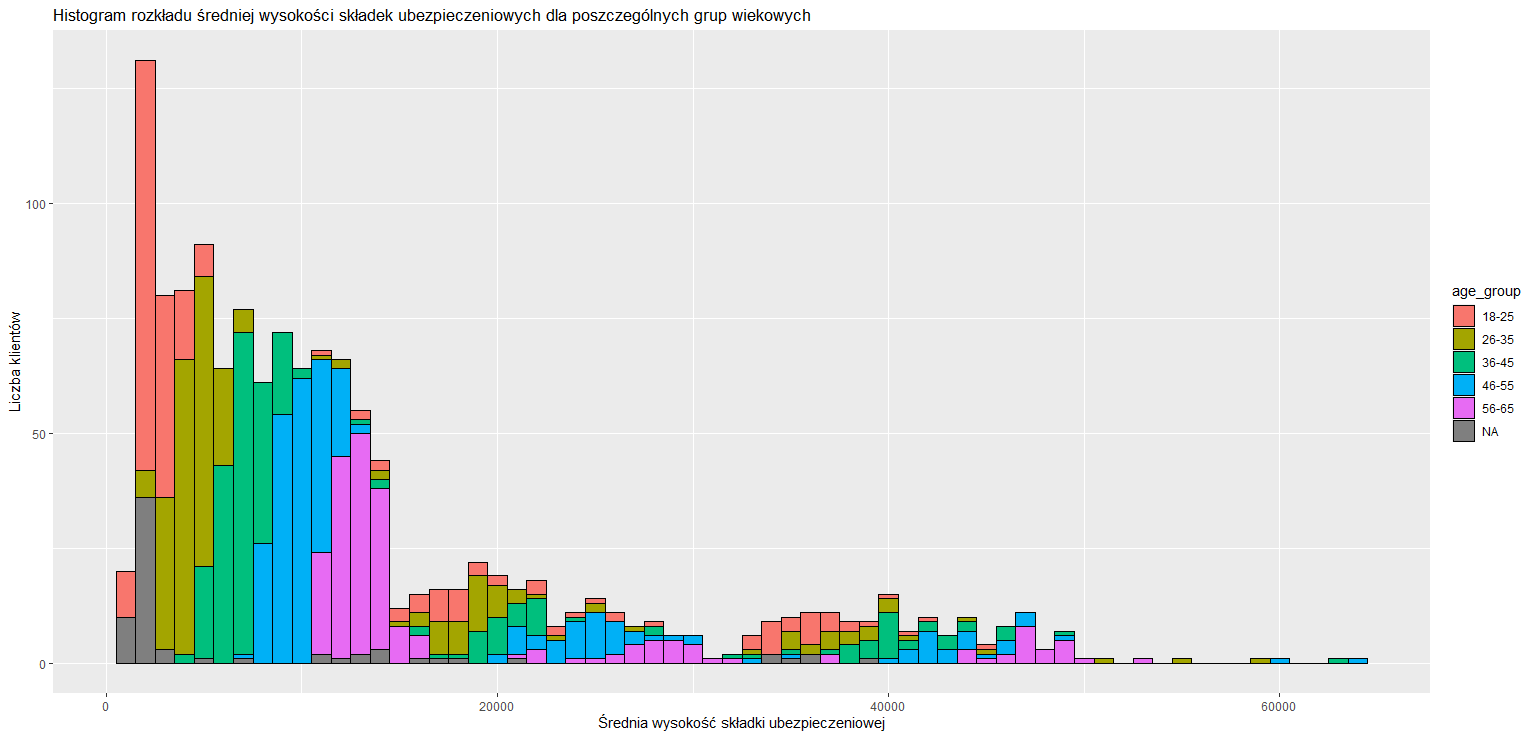 Histogram rozkładu średniej wysokości składek ubezpieczeniowych dla poszczególnych grup wiekowych
Liczba klientów
100
50
0
0
20000
40000
60000
Średnia wysokość składki ubezpieczeniowej
age_group
18-25
26-35
36-45
46-55
56-65
NA